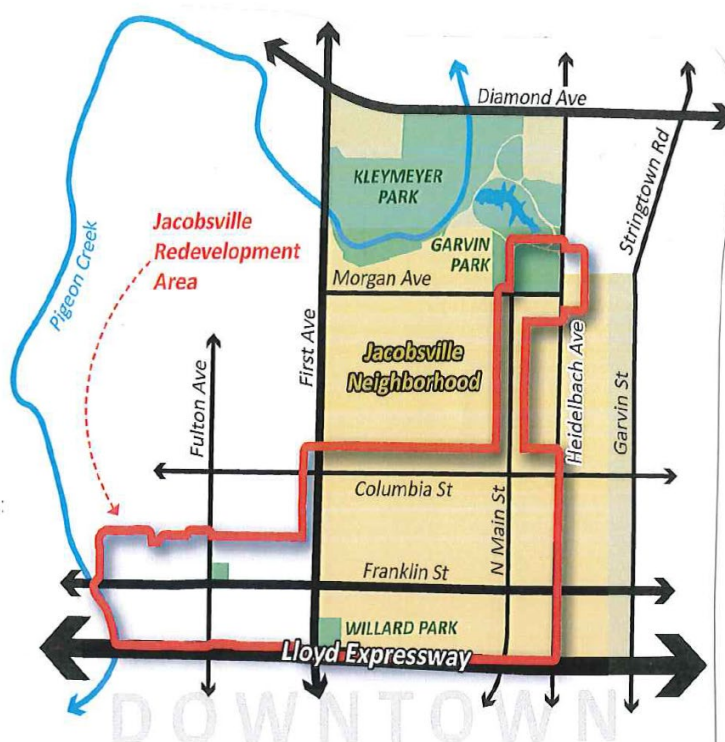 Diamond Ave
Stringtown Rd
KLEYMEYER
PARK
Jacobsville
Redevelopment
Area
GARVIN
PARK
Pigeon Creek
Morgan Ave
First Ave
Jacobsville
Neighborhood
Heidelbach Ave
Fulton Ave
Garvin St
Columbia St
N Main St
Franklin St
WILLARD PARK
Lloyd Expressway
DOWNTOWN